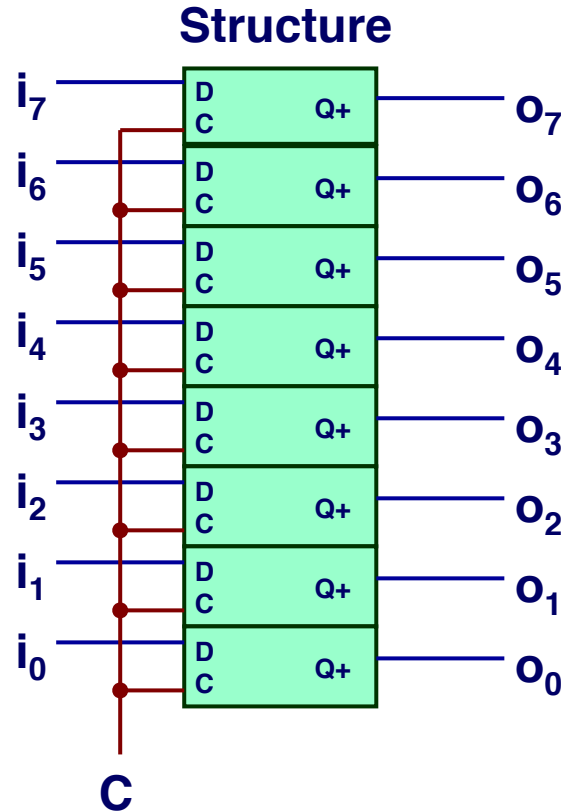 Structure
i7 D C Q+ o7
i6 D C Q+ o6
i5 D C Q+ o5
i4 D C Q+ o4
i3 D C Q+ o3
i2 D C Q+ o2
i1 D C Q+ o1
i0 D C Q+ o0
C